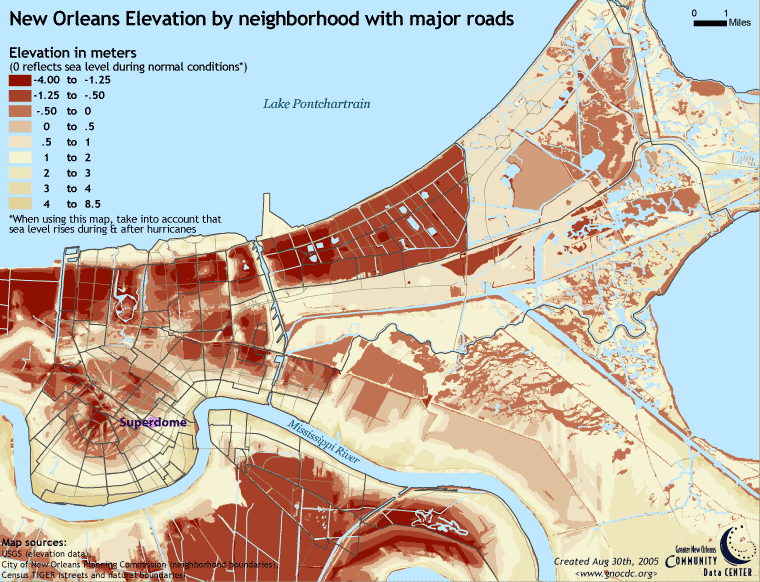 New Orleans Elevation by neighborhood with major roads
0 1
Miles
Elevation in meters
(0 reflects sea level during normal conditions*)
-4.00 to -1.25
-1.25 to -.50
-.50 to 0
0 to .5
.5 to 1
1 to 2
2 to 3
3 to 4
4 to 8.5
*When using this map, take into account that
sea level rises during & after hurricanes
Lake Pontchartrain
Superdome
Mississippi River
Map sources:
USGS (elevation data),
City of New Orleans Planning Commission (neighborhood boundaries),
Census TIGER (streets and natural boundaries)
Created Aug 30th, 2005
<www.gnocdc.org>
Greater New Orleans
COMMUNITY
DATA CENTER